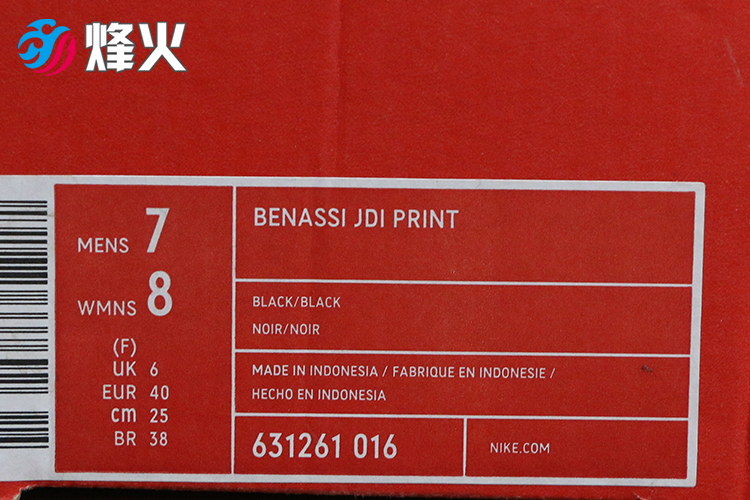 烽火
MENS 7
WMNS 8
(F)
UK 6
EUR 40
cm 25
BR 38
BENASSI JDI PRINT
BLACK/BLACK
NOIR/NOIR
MADE IN INDONESIA / FABRIQUE EN INDONESIE /
HECHO EN INDONESIA
631261 016
NIKE.COM